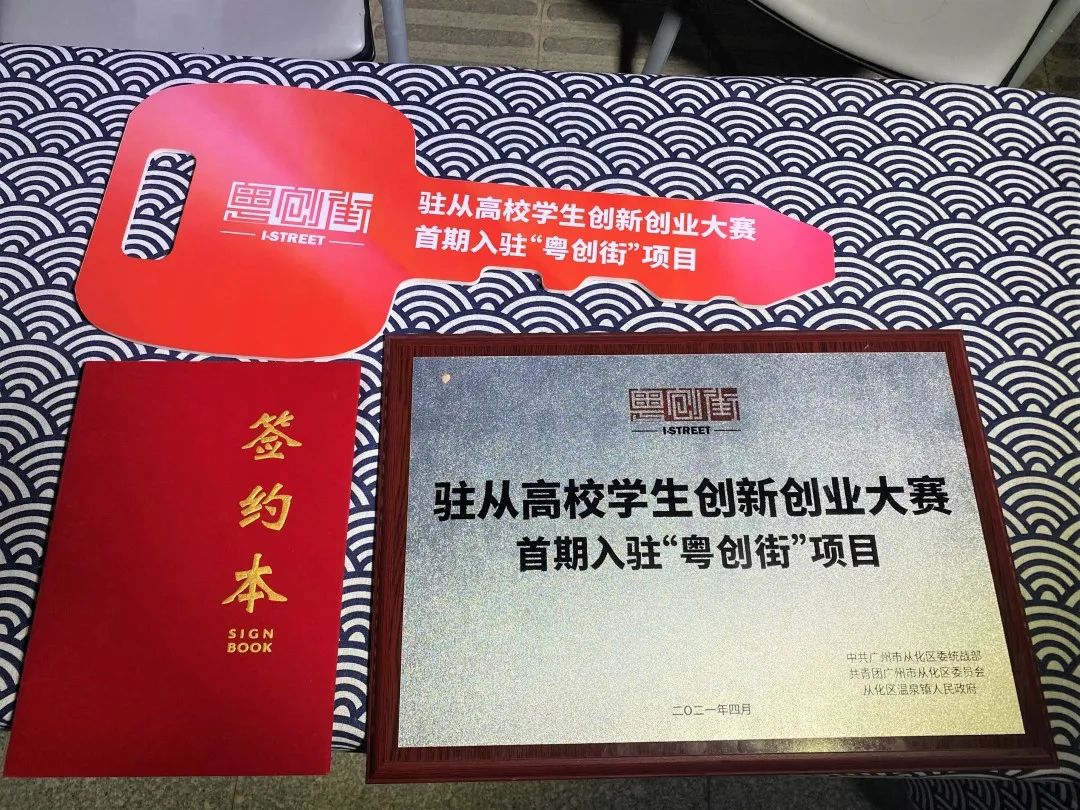 粤创街
I-STREET
驻从高校学生创新创业大赛
首期入驻“粤创街”项目
签约本
SIGN
BOOK
粤创街
I-STREET
驻从高校学生创新创业大赛
首期入驻“粤创街”项目
中共广州市从化区委统战部
共青团广州市从化区委员会
从化区温泉镇人民政府
二〇二一年四月